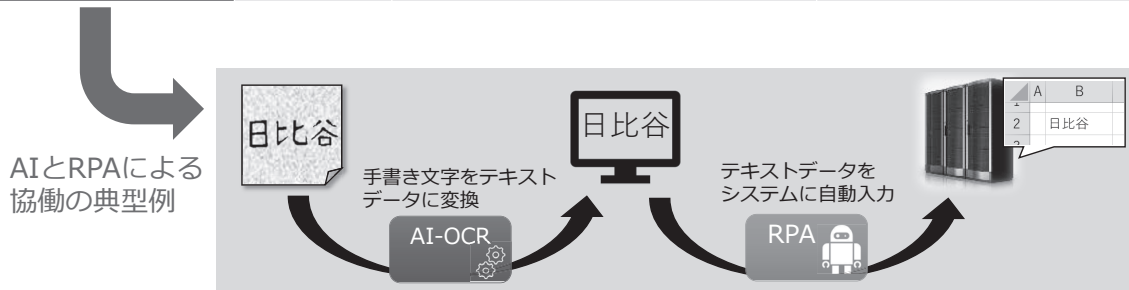 AIとRPAによる
協働の典型例
日比谷
手書き文字をテキスト
データに変換
AI-OCR
日比谷
テキストデータを
システムに自動入力
RPA
A B
2 日比谷